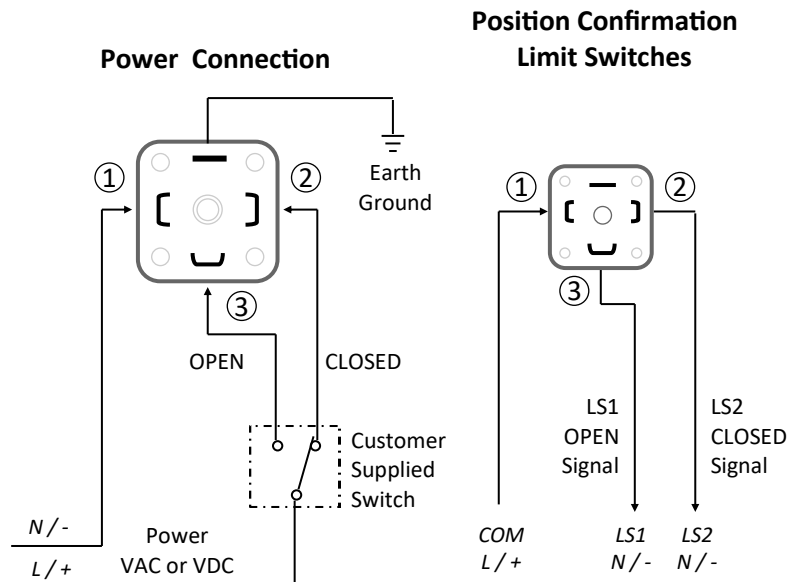 Power Connection
Position Confirmation
Limit Switches
1
2
3
Earth
Ground
OPEN
CLOSED
Customer
Supplied
Switch
N / -
L / +
Power
VAC or VDC
1
2
3
LS1
OPEN
Signal
LS2
CLOSED
Signal
COM
L / +
LS1
N / -
LS2
N / -